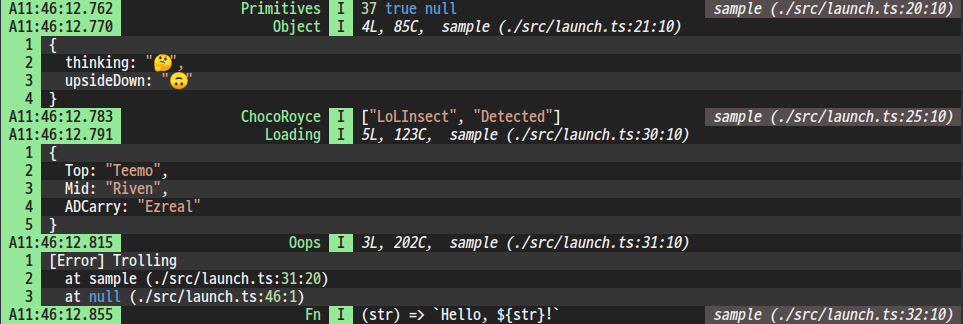 A11:46:12.762 Primitives I 37 true null sample (./src/launch.ts:20:10)
A11:46:12.770 Object I 4L, 85C, sample (./src/launch.ts:21:10)
1 {
2 thinking: "🤔",
3 upsideDown: "🙃"
4 }
A11:46:12.783 ChocoRoyce I ["LoLInsect", "Detected"] sample (./src/launch.ts:25:10)
A11:46:12.791 Loading I 5L, 123C, sample (./src/launch.ts:30:10)
1 {
2 Top: "Teemo",
3 Mid: "Riven",
4 ADCarry: "Ezreal"
5 }
A11:46:12.815 Oops I 3L, 202C, sample (./src/launch.ts:31:10)
1 [Error] Trolling
2 at sample (./src/launch.ts:31:20)
3 at null (./src/launch.ts:46:1)
A11:46:12.855 Fn I (str) => `Hello, ${str}!` sample (./src/launch.ts:32:10)